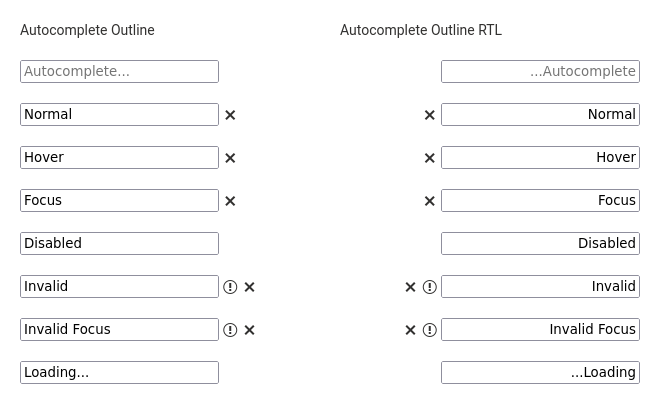 Autocomplete Outline
Autocomplete...
Normal
Hover
Focus
Disabled
Invalid
Invalid Focus
Loading...
Autocomplete Outline RTL
...Autocomplete
Normal
Hover
Focus
Disabled
Invalid
Invalid Focus
...Loading